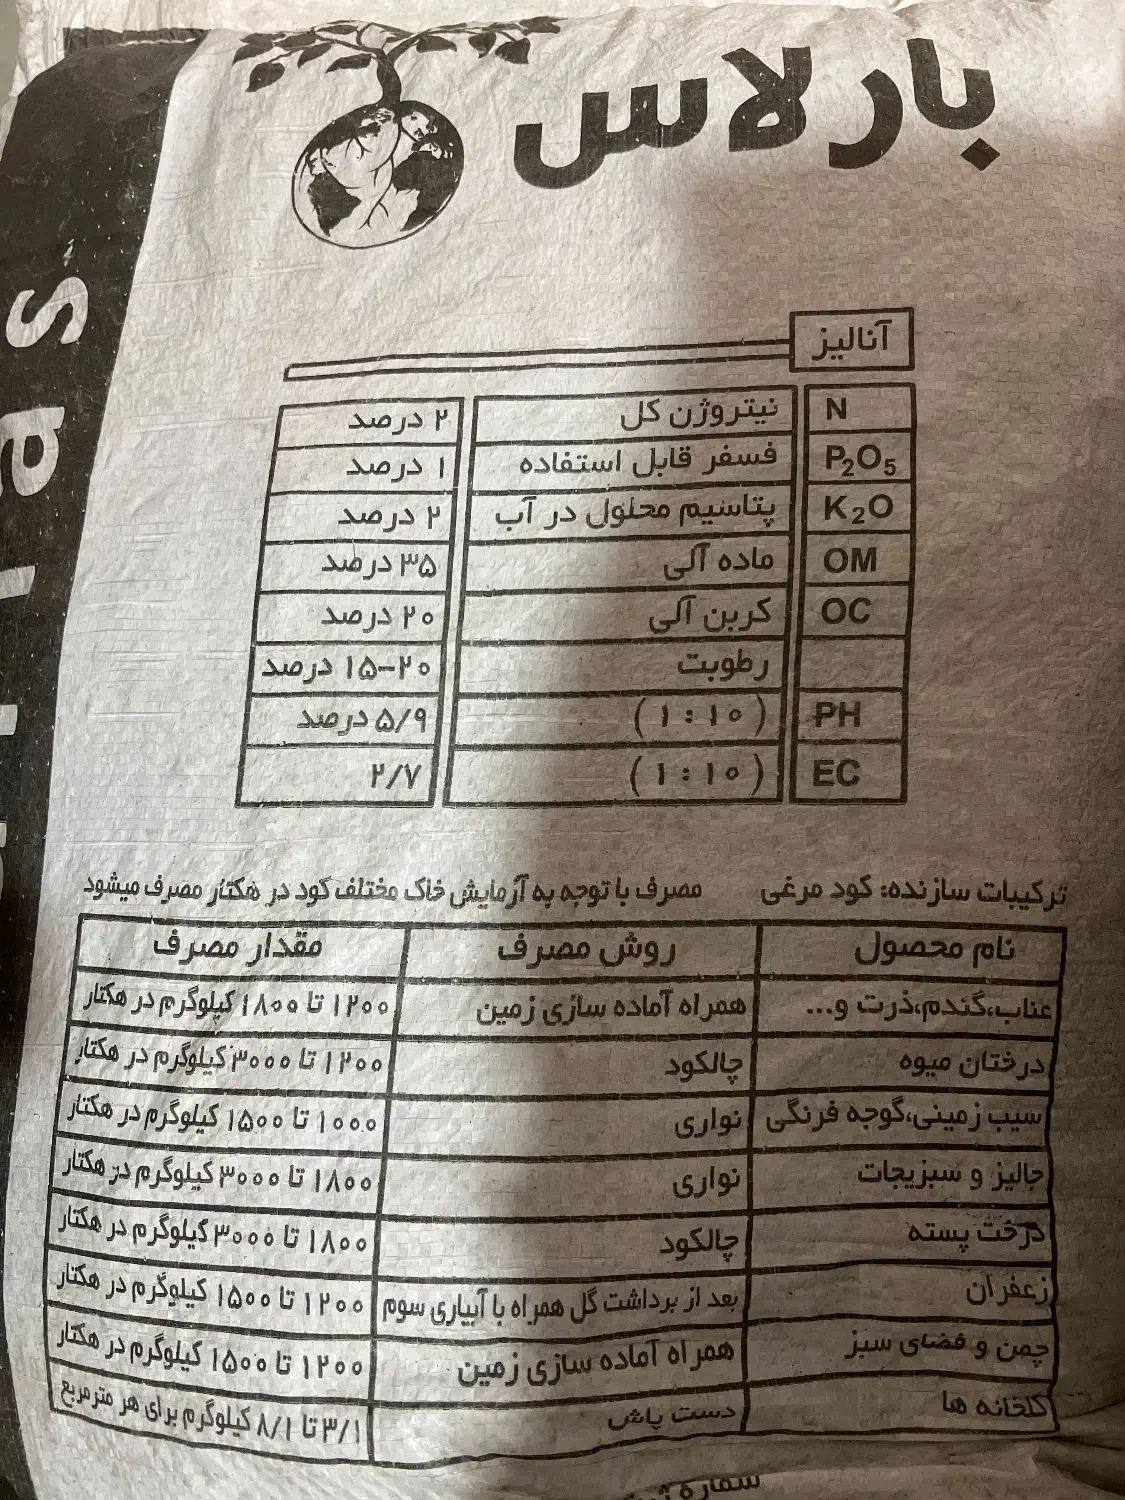 بارلاس
آنالیز
N نیتروژن کل ۲ درصد
P2O5 فسفر قابل استفاده ۱ درصد
K2O پتاسیم محلول در آب ۲ درصد
OM ماده آلی ۳۵ درصد
OC کربن آلی ۲۰ درصد
رطوبت ۲۰-۱۵ درصد
PH (۱:۱۰) ۵/۹ درصد
EC (۱:۱۰) ۲/۷
ترکیبات سازنده: کود مرغی مصرف با توجه به آزمایش خاک مختلف کود در هکتار مصرف میشود
نام محصول روش مصرف مقدار مصرف
عناب،گندم،ذرت و... همراه آماده سازی زمین ۱۲۰۰ تا ۱۸۰۰ کیلوگرم در هکتار
درختان میوه چالکود ۱۲۰۰ تا ۳۰۰۰ کیلوگرم در هکتار
سیب زمینی،گوجه فرنگی نواری ۱۰۰۰ تا ۱۵۰۰ کیلوگرم در هکتار
جالیز و سبزیجات نواری ۱۸۰۰ تا ۳۰۰۰ کیلوگرم در هکتار
درخت پسته چالکود ۱۸۰۰ تا ۳۰۰۰ کیلوگرم در هکتار
زعفران بعد از برداشت گل همراه با آبیاری سوم ۱۲۰۰ تا ۱۵۰۰ کیلوگرم در هکتار
چمن و فضای سبز همراه آماده سازی زمین ۱۲۰۰ تا ۱۵۰۰ کیلوگرم در هکتار
گلخانه ها دست پاش ۳/۱ تا ۸/۱ کیلوگرم برای هر مترمربع
شماره